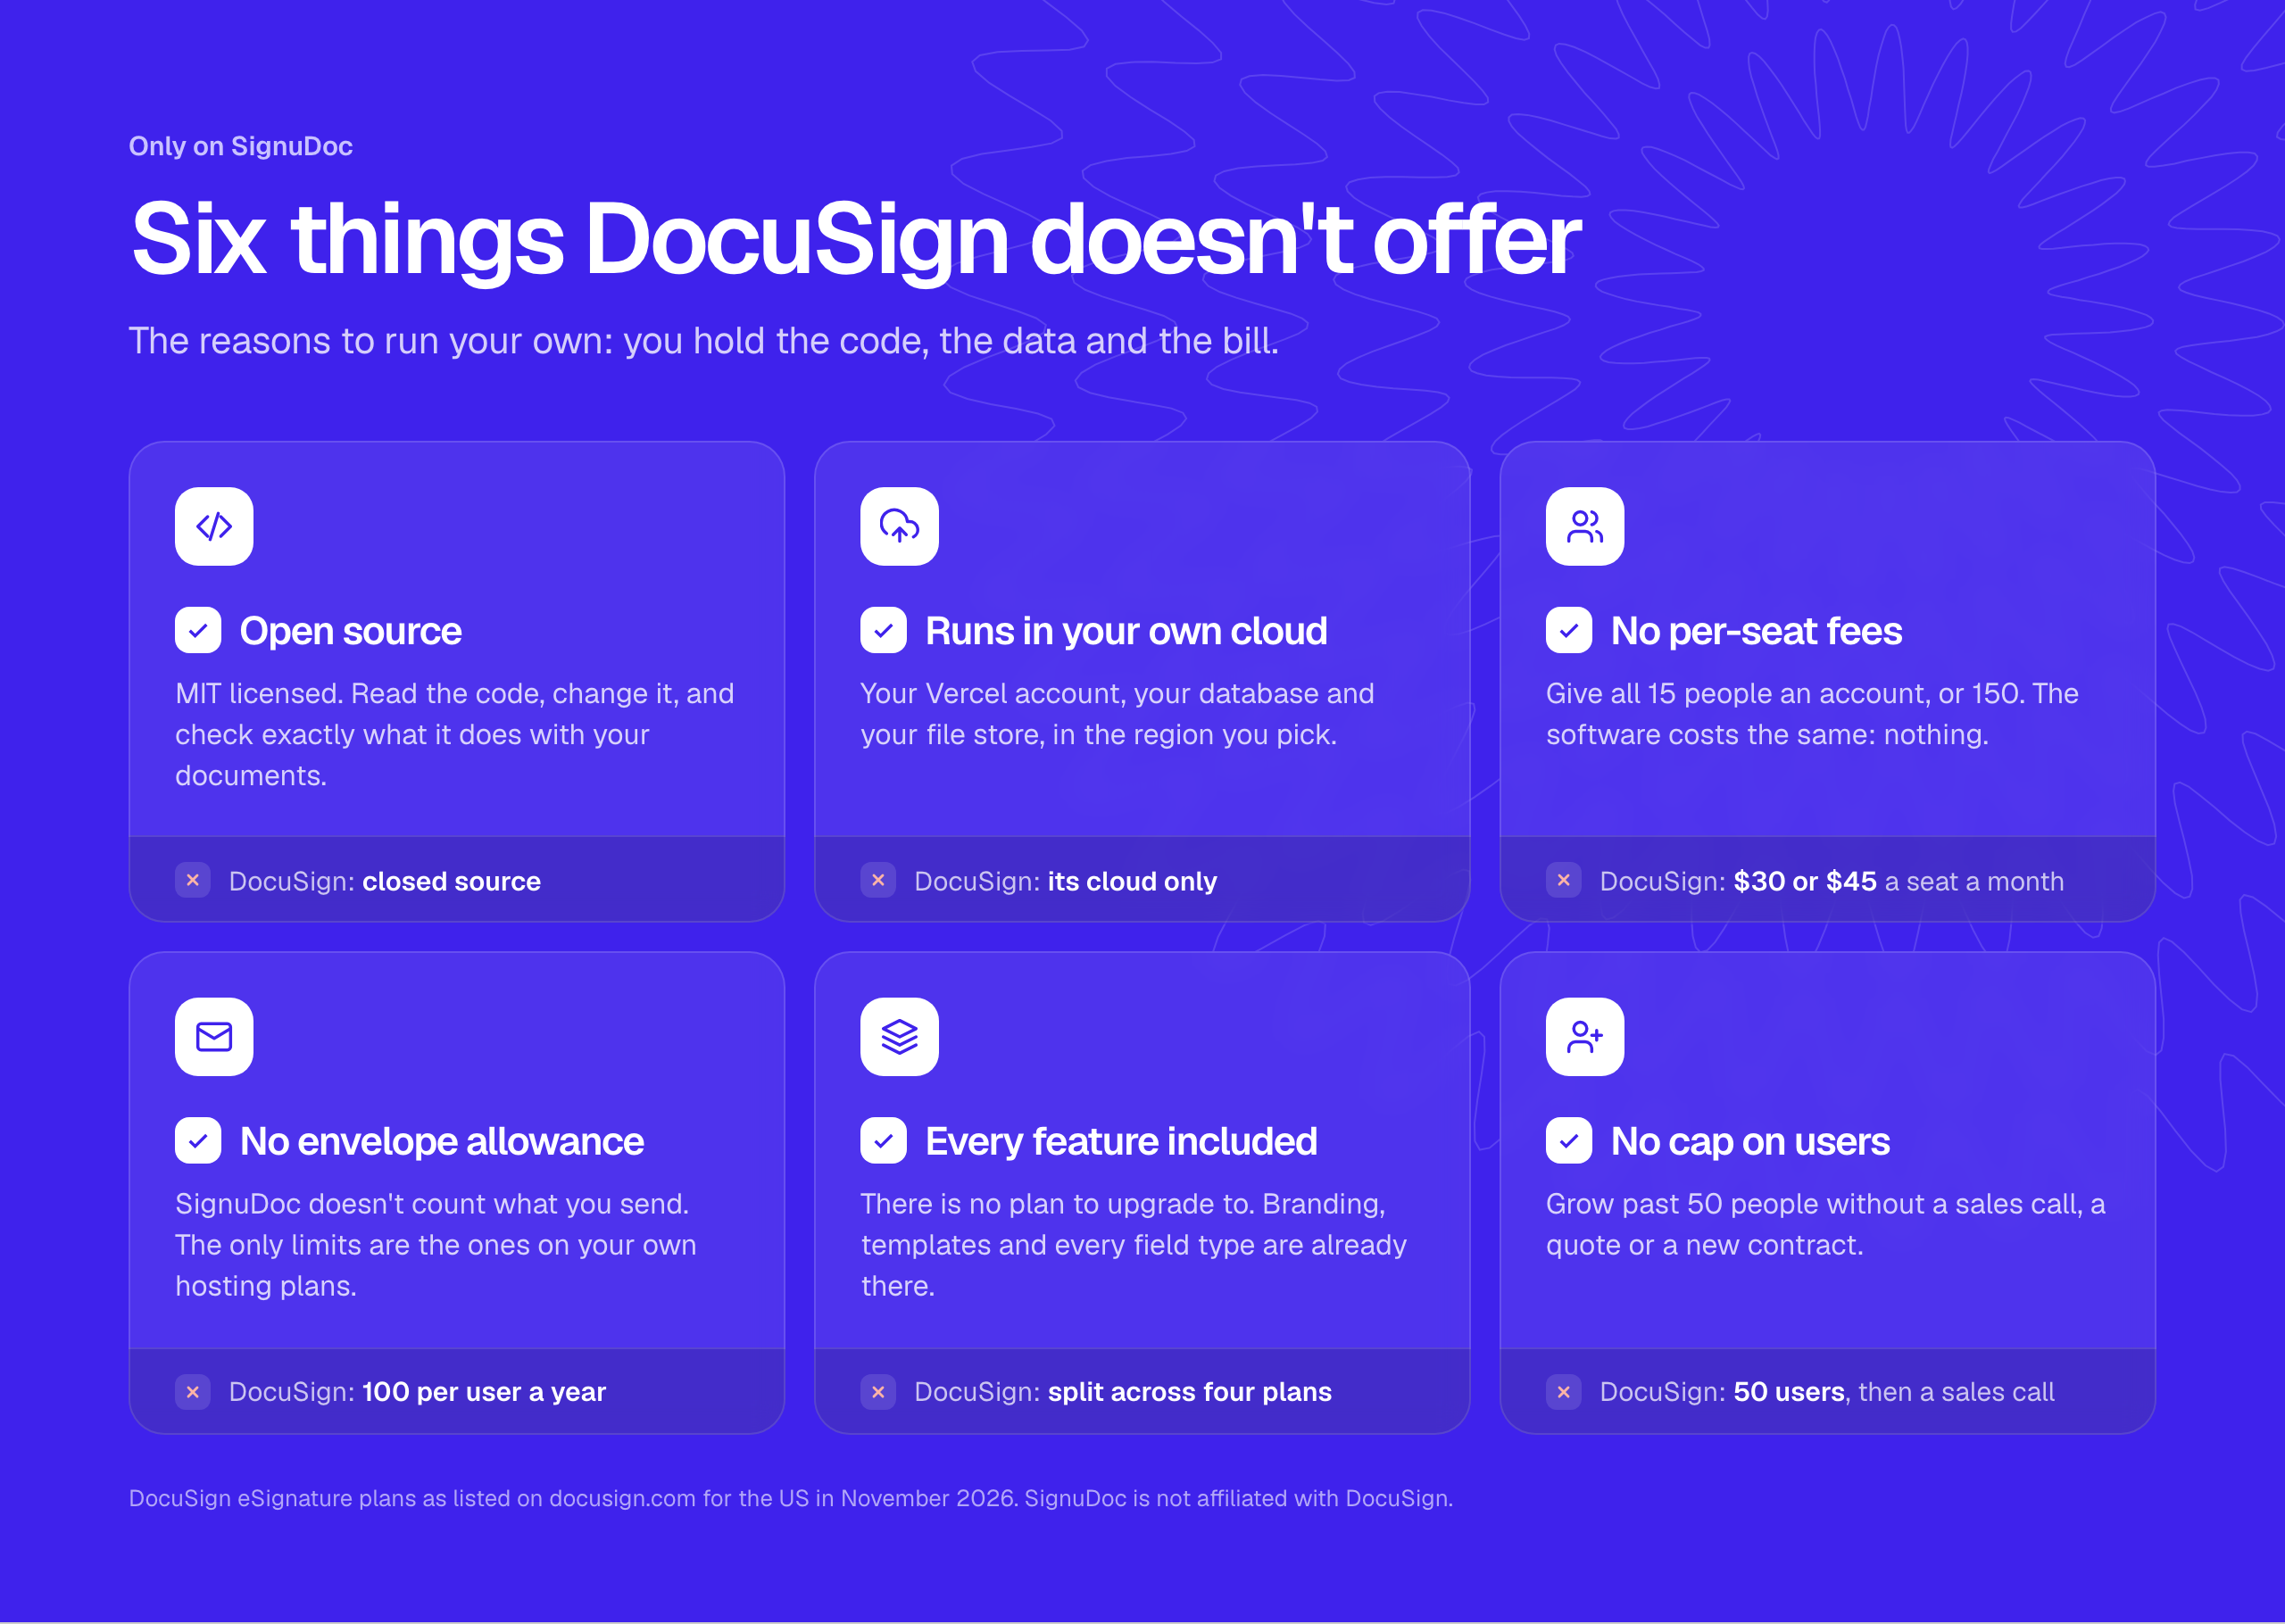 Only on SignuDoc
Six things DocuSign doesn't offer
The reasons to run your own: you hold the code, the data and the bill.
Open source
MIT licensed. Read the code, change it, and
check exactly what it does with your
documents.
DocuSign: closed source
Runs in your own cloud
Your Vercel account, your database and
your file store, in the region you pick.
DocuSign: its cloud only
No per-seat fees
Give all 15 people an account, or 150. The
software costs the same: nothing.
DocuSign: $30 or $45 a seat a month
No envelope allowance
SignuDoc doesn't count what you send.
The only limits are the ones on your own
hosting plans.
DocuSign: 100 per user a year
Every feature included
There is no plan to upgrade to. Branding,
templates and every field type are already
there.
DocuSign: split across four plans
No cap on users
Grow past 50 people without a sales call, a
quote or a new contract.
DocuSign: 50 users, then a sales call
DocuSign eSignature plans as listed on docusign.com for the US in November 2026. SignuDoc is not affiliated with DocuSign.